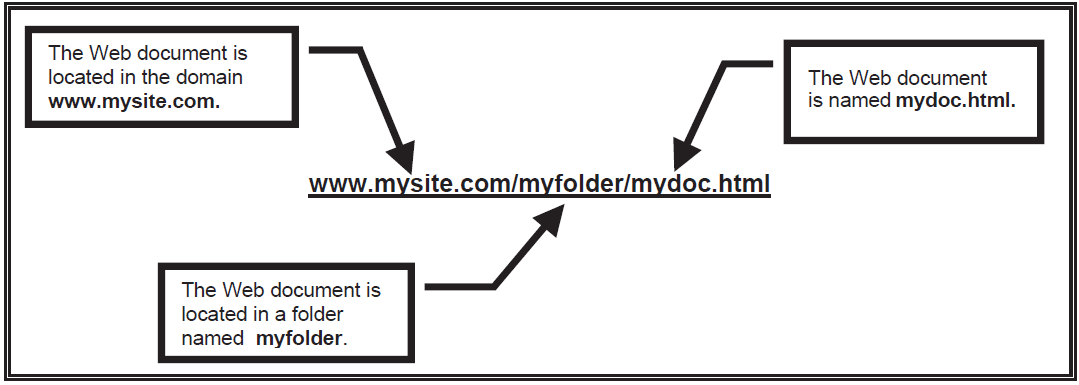 The Web document is
located in the domain
www.mysite.com.
The Web document
is named mydoc.html.
www.mysite.com/myfolder/mydoc.html
The Web document is
located in a folder
named myfolder.